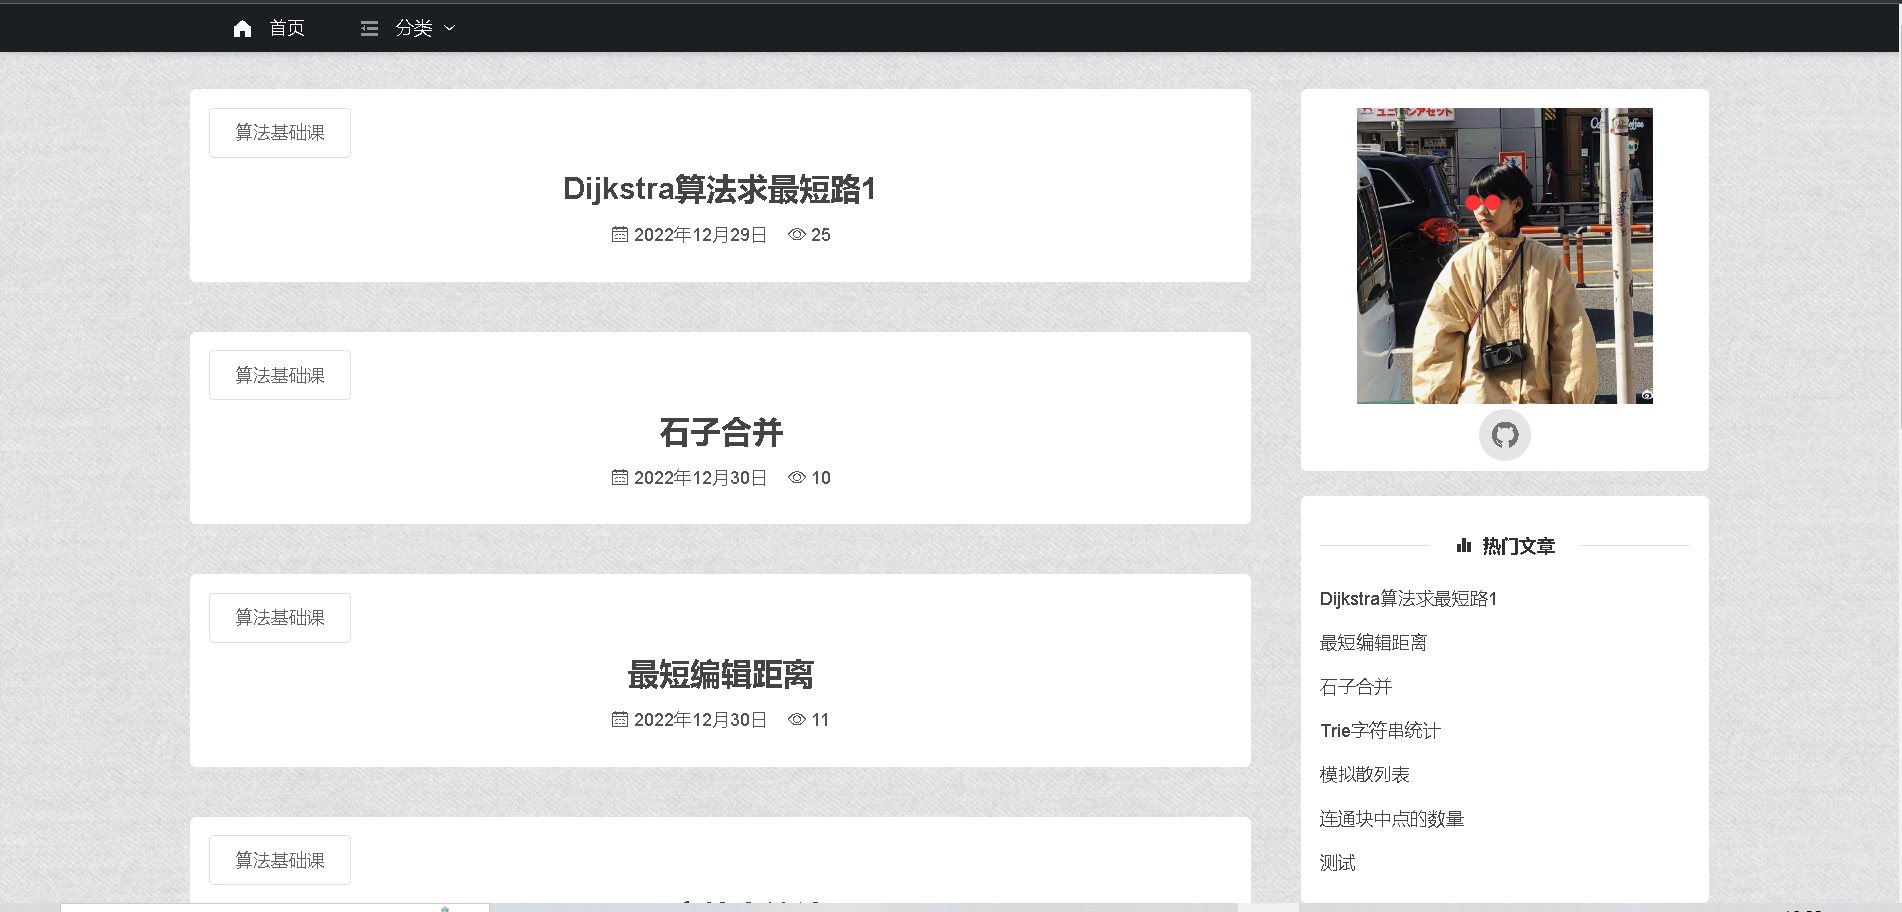 首页
分类
算法基础课
Dijkstra算法求最短路1
2022年12月29日 25
算法基础课
石子合并
2022年12月30日 10
算法基础课
最短编辑距离
2022年12月30日 11
算法基础课
热门文章
Dijkstra算法求最短路1
最短编辑距离
石子合并
Trie字符串统计
模拟散列表
连通块中点的数量
测试